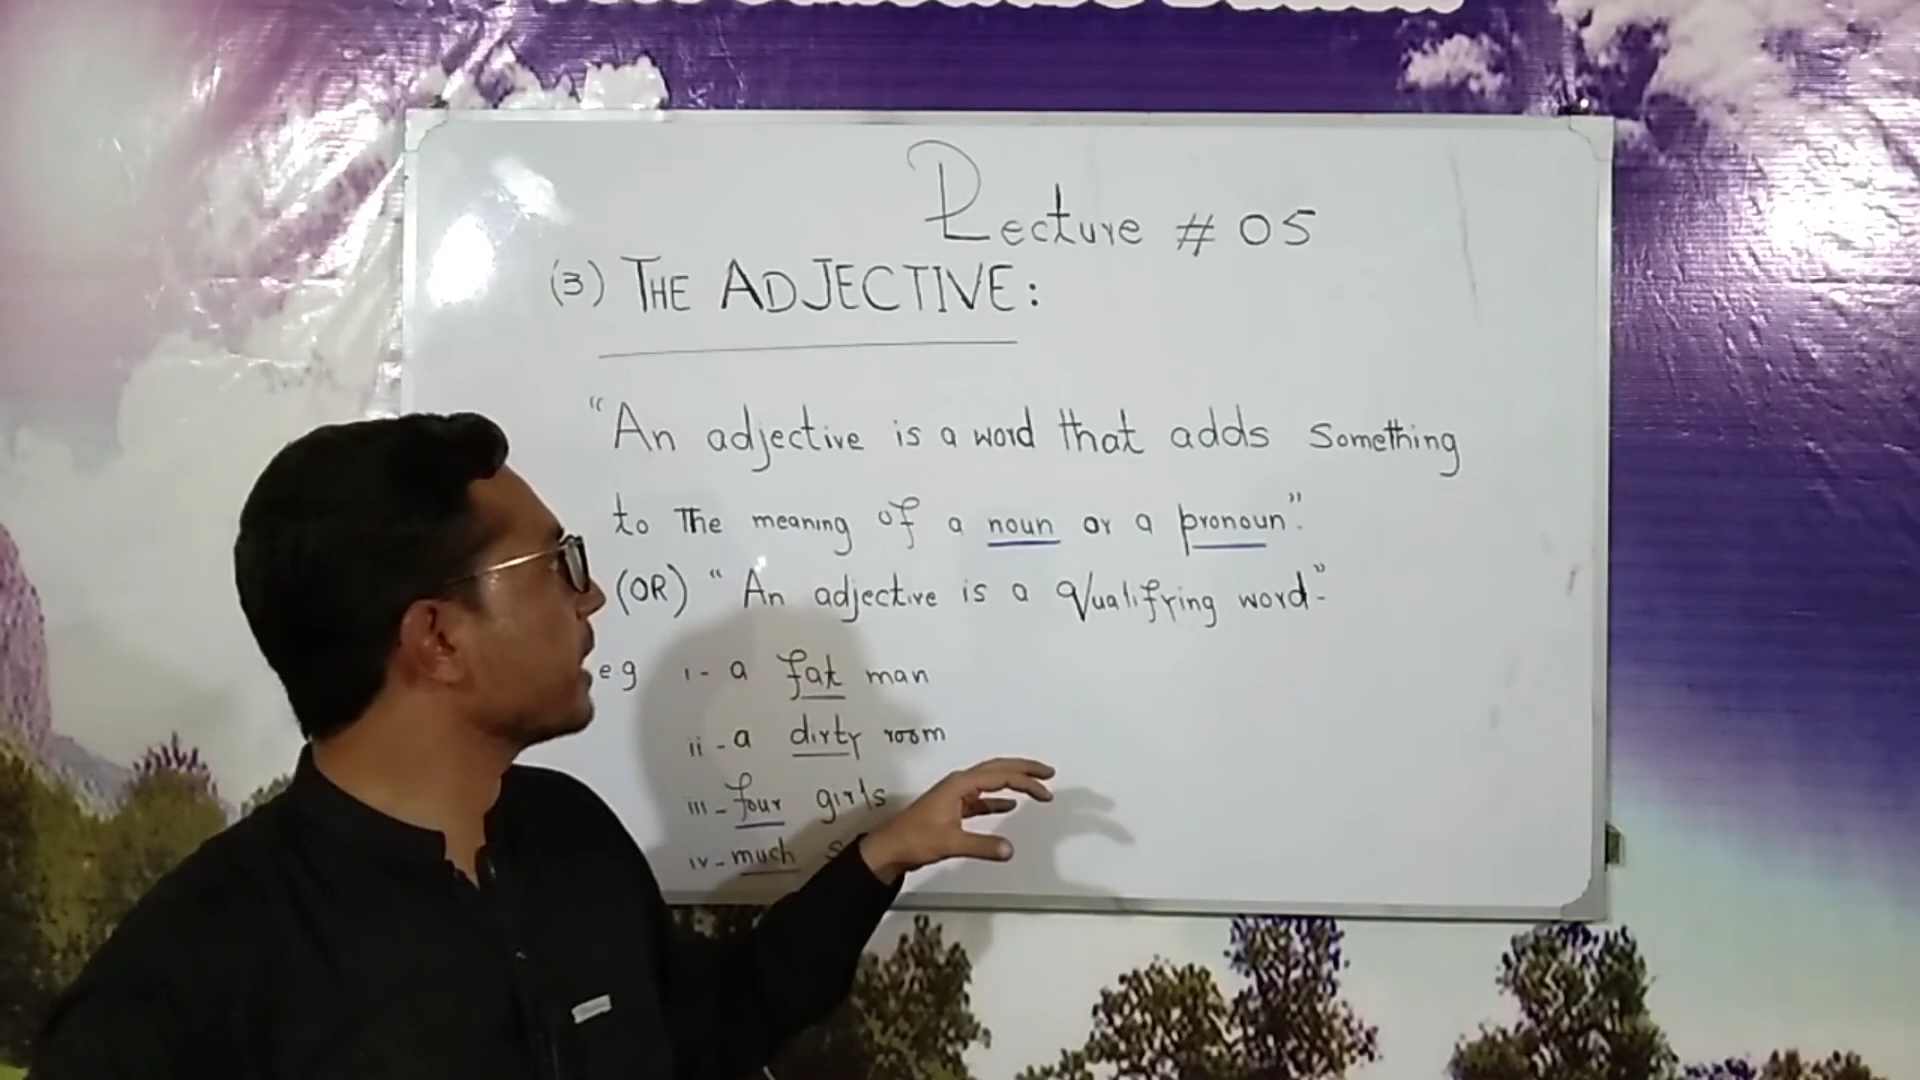 Lecture # 05
(3) THE ADJECTIVE:
“An adjective is a word that adds something
to the meaning of a noun or a pronoun”.
(OR) “An adjective is a Qualifying word”-
e.g i- a fat man
ii - a dirty room
iii - four girls
iv - much